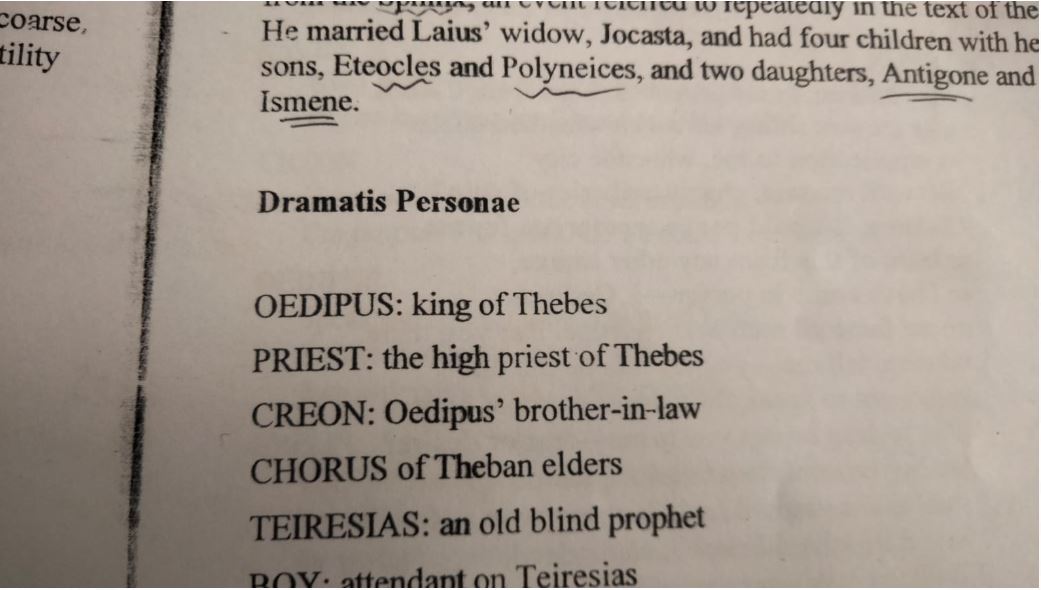 coarse,
tility
from the Sphinx, an event referred to repeatedly in the text of the
He married Laius' widow, Jocasta, and had four children with he
sons, Eteocles and Polyneices, and two daughters, Antigone and
Ismene.
Dramatis Personae
OEDIPUS: king of Thebes
PRIEST: the high priest of Thebes
CREON: Oedipus' brother-in-law
CHORUS of Theban elders
TEIRESIAS: an old blind prophet
BOY: attendant on Teiresias